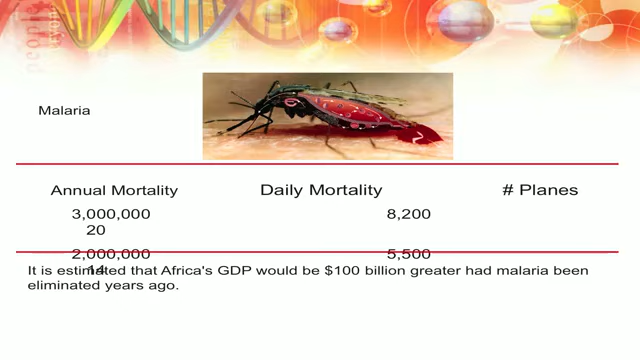 Malaria
Annual Mortality Daily Mortality # Planes
3,000,000 8,200
20
2,000,000 5,500
14
It is estimated that Africa's GDP would be $100 billion greater had malaria been
eliminated years ago.